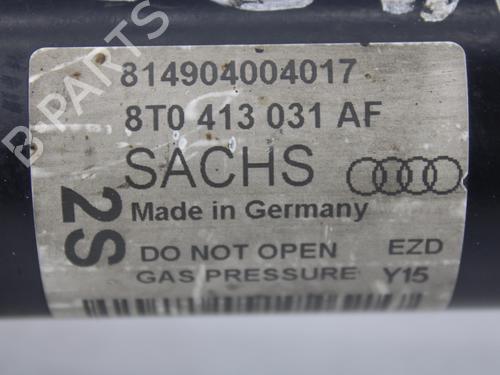 814904004017
8T0 413 031 AF
SACHS
2S
Made in Germany
DO NOT OPEN EZD
GAS PRESSURE Y15
B-Parts